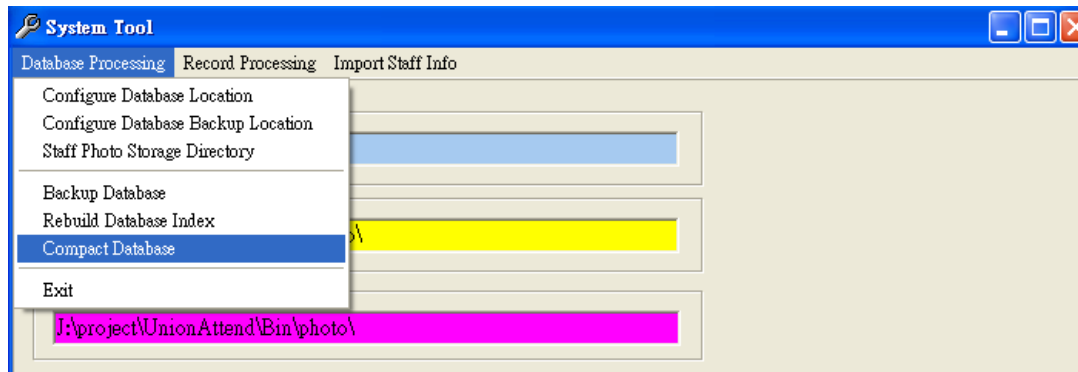 System Tool
Database Processing Record Processing Import Staff Info
Configure Database Location
Configure Database Backup Location
Staff Photo Storage Directory
Backup Database
Rebuild Database Index
Compact Database
Exit
J:\project\UnionAttend\Bin\photo\